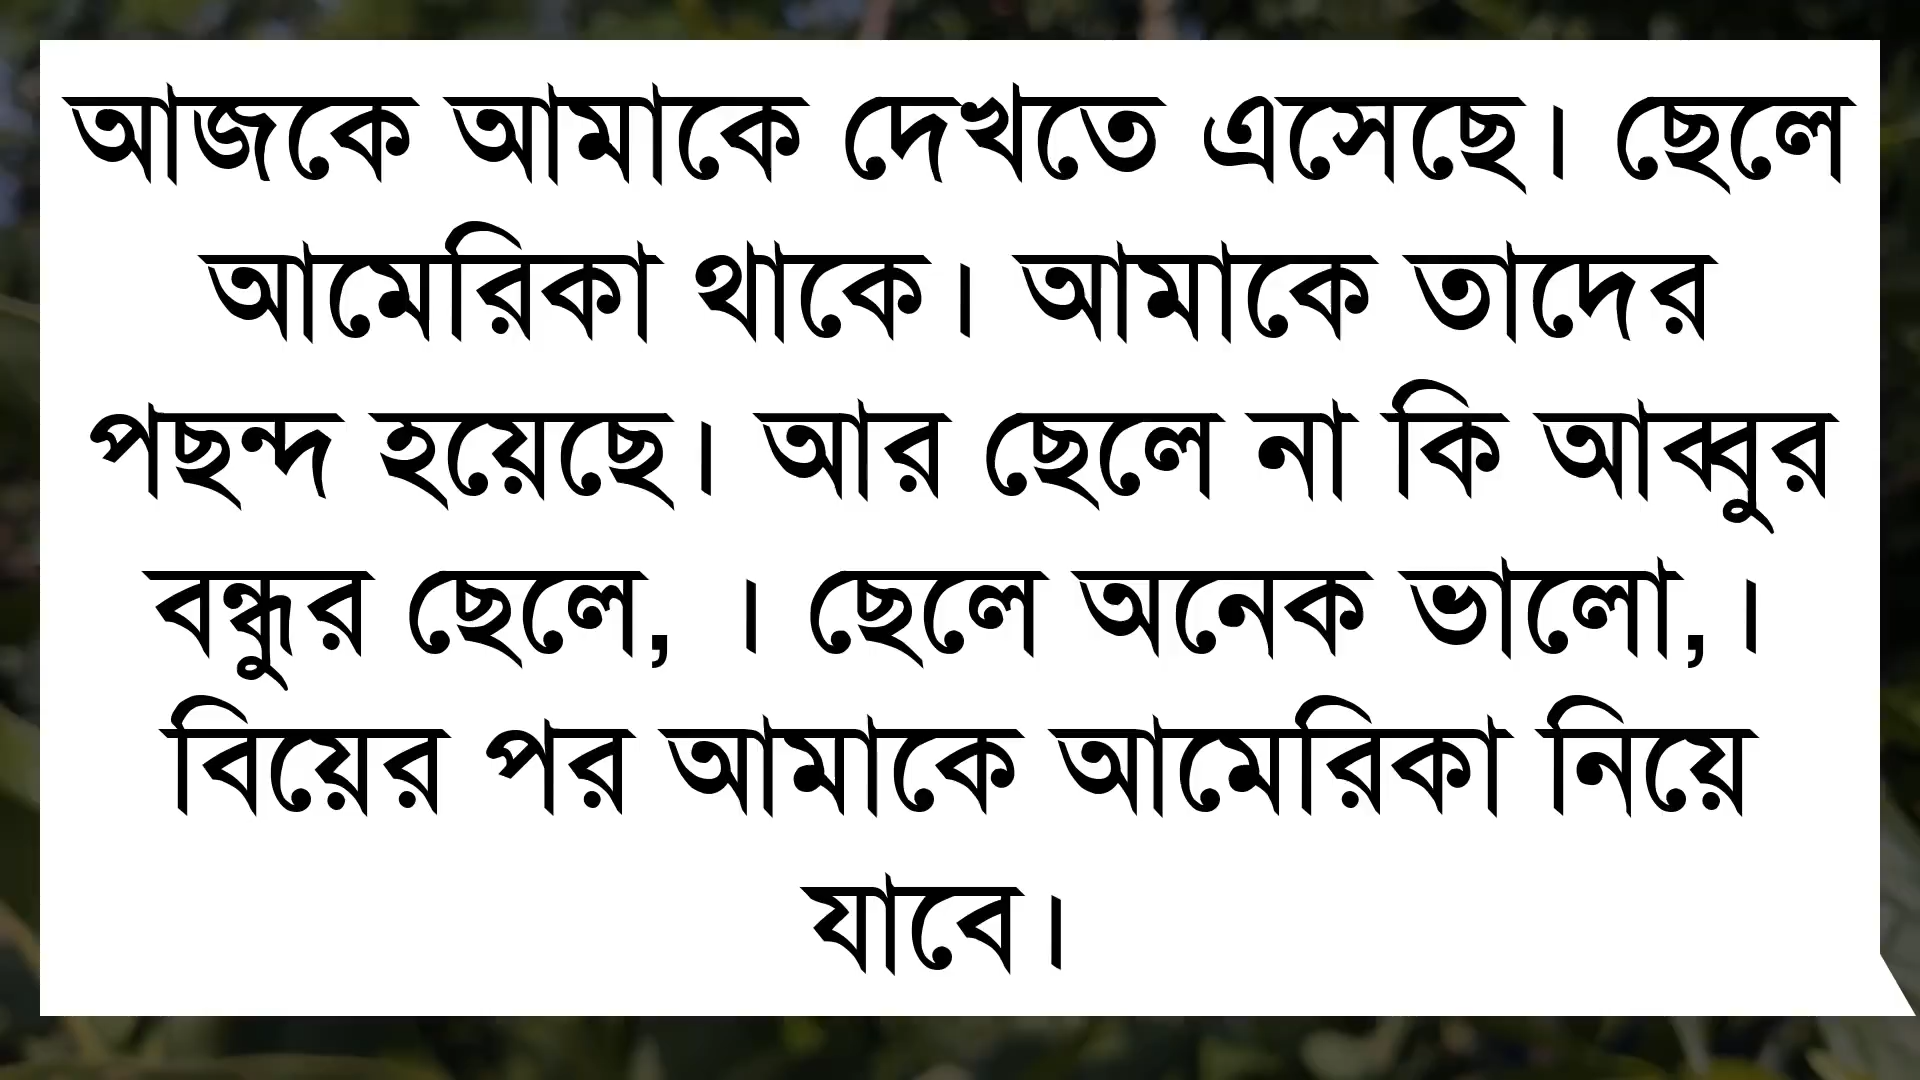 আজকে আমাকে দেখতে এসেছে। ছেলে
আমেরিকা থাকে। আমাকে তাদের
পছন্দ হয়েছে। আর ছেলে না কি আব্বুর
বন্ধুর ছেলে, । ছেলে অনেক ভালো,।
বিয়ের পর আমাকে আমেরিকা নিয়ে
যাবে।